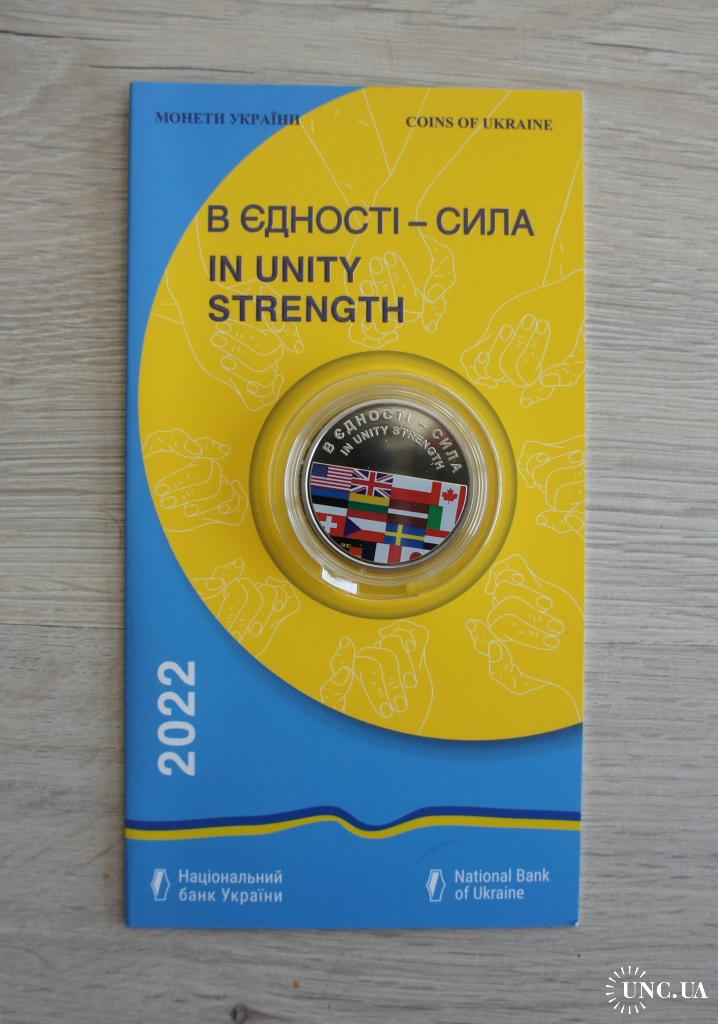 МОНЕТИ УКРАЇНИ
COINS OF UKRAINE
В ЄДНОСТІ – СИЛА
IN UNITY
STRENGTH
В ЄДНОСТІ – СИЛА
IN UNITY STRENGTH
2022
Національний
банк України
National Bank
of Ukraine
UNC.UA